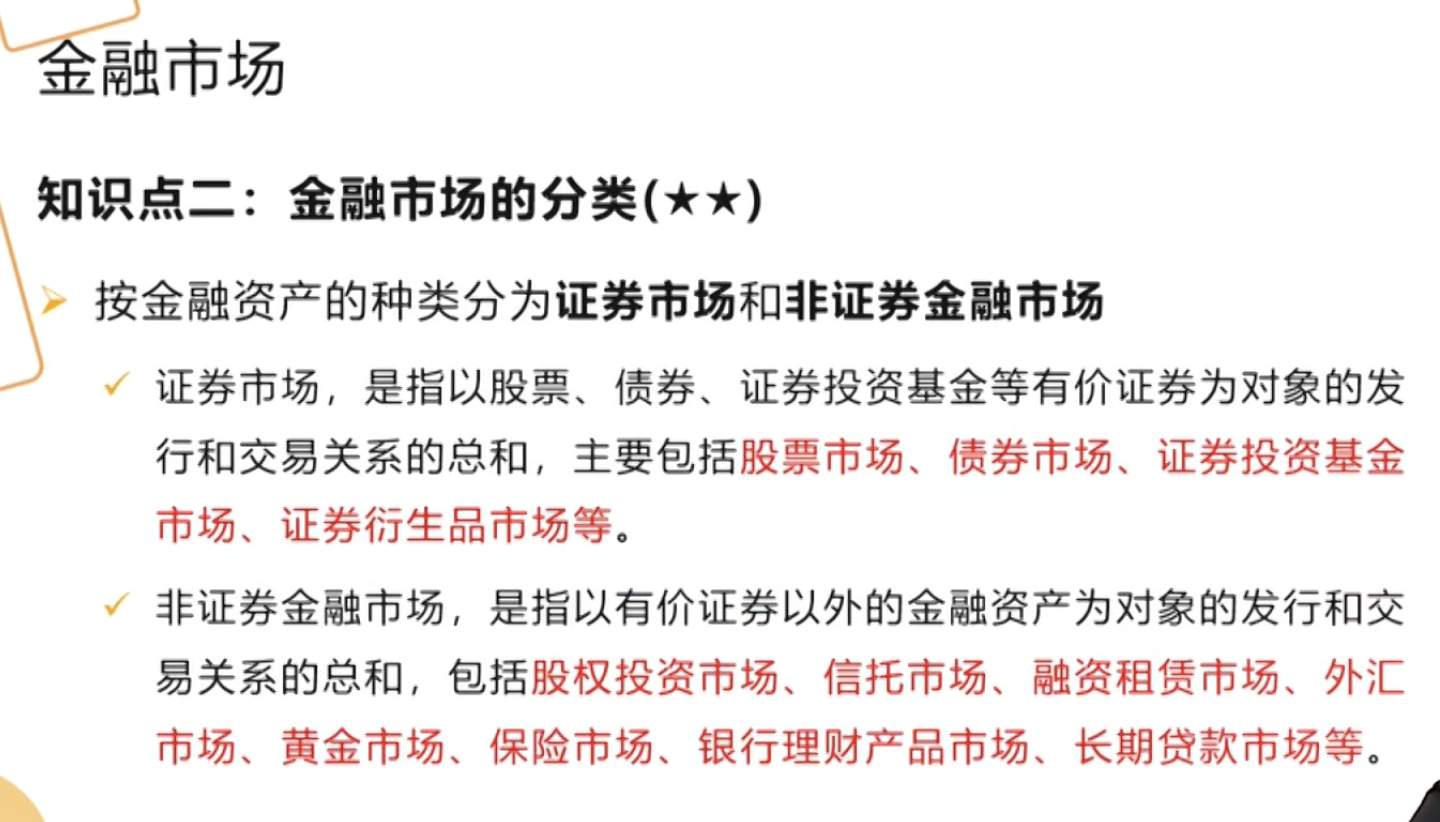 金融市场
知识点二：金融市场的分类(★★)
按金融资产的种类分为证券市场和非证券金融市场
证券市场，是指以股票、债券、证券投资基金等有价证券为对象的发
行和交易关系的总和，主要包括股票市场、债券市场、证券投资基金
市场、证券衍生品市场等。
非证券金融市场，是指以有价证券以外的金融资产为对象的发行和交
易关系的总和，包括股权投资市场、信托市场、融资租赁市场、外汇
市场、黄金市场、保险市场、银行理财产品市场、长期贷款市场等。